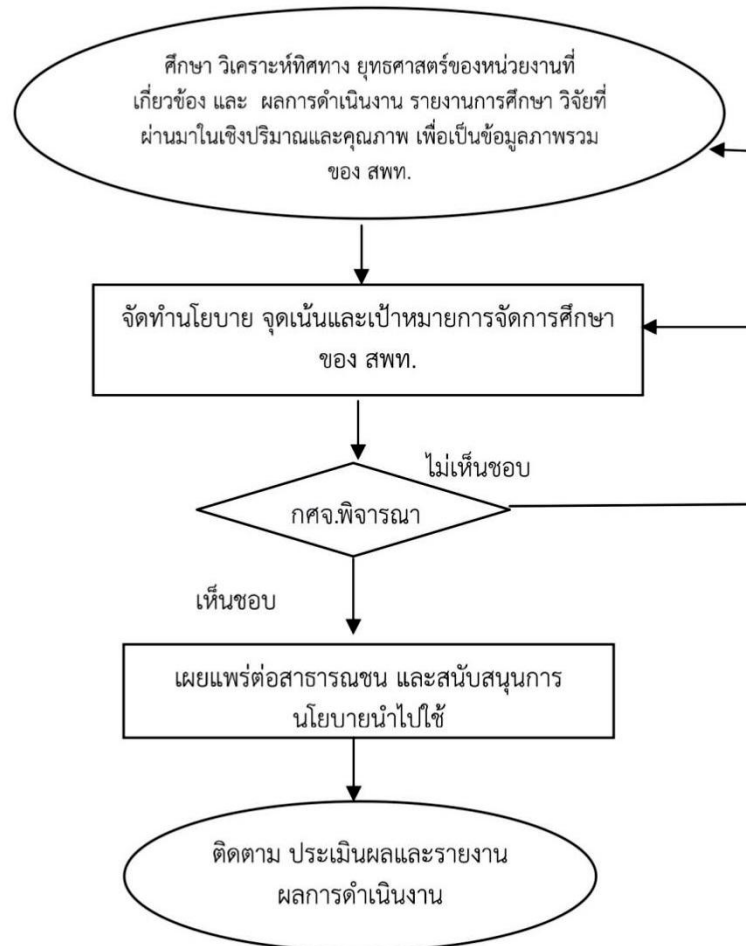 ศึกษา วิเคราะห์ทิศทาง ยุทธศาสตร์ของหน่วยงานที่
เกี่ยวข้อง และ ผลการดำเนินงาน รายงานการศึกษา วิจัยที่
ผ่านมาในเชิงปริมาณและคุณภาพ เพื่อเป็นข้อมูลภาพรวม
ของ สพท.
จัดทำนโยบาย จุดเน้นและเป้าหมายการจัดการศึกษา
ของ สพท.
ไม่เห็นชอบ
กศจ.พิจารณา
เห็นชอบ
เผยแพร่ต่อสาธารณชน และสนับสนุนการ
นโยบายนำไปใช้
ติดตาม ประเมินผลและรายงาน
ผลการดำเนินงาน